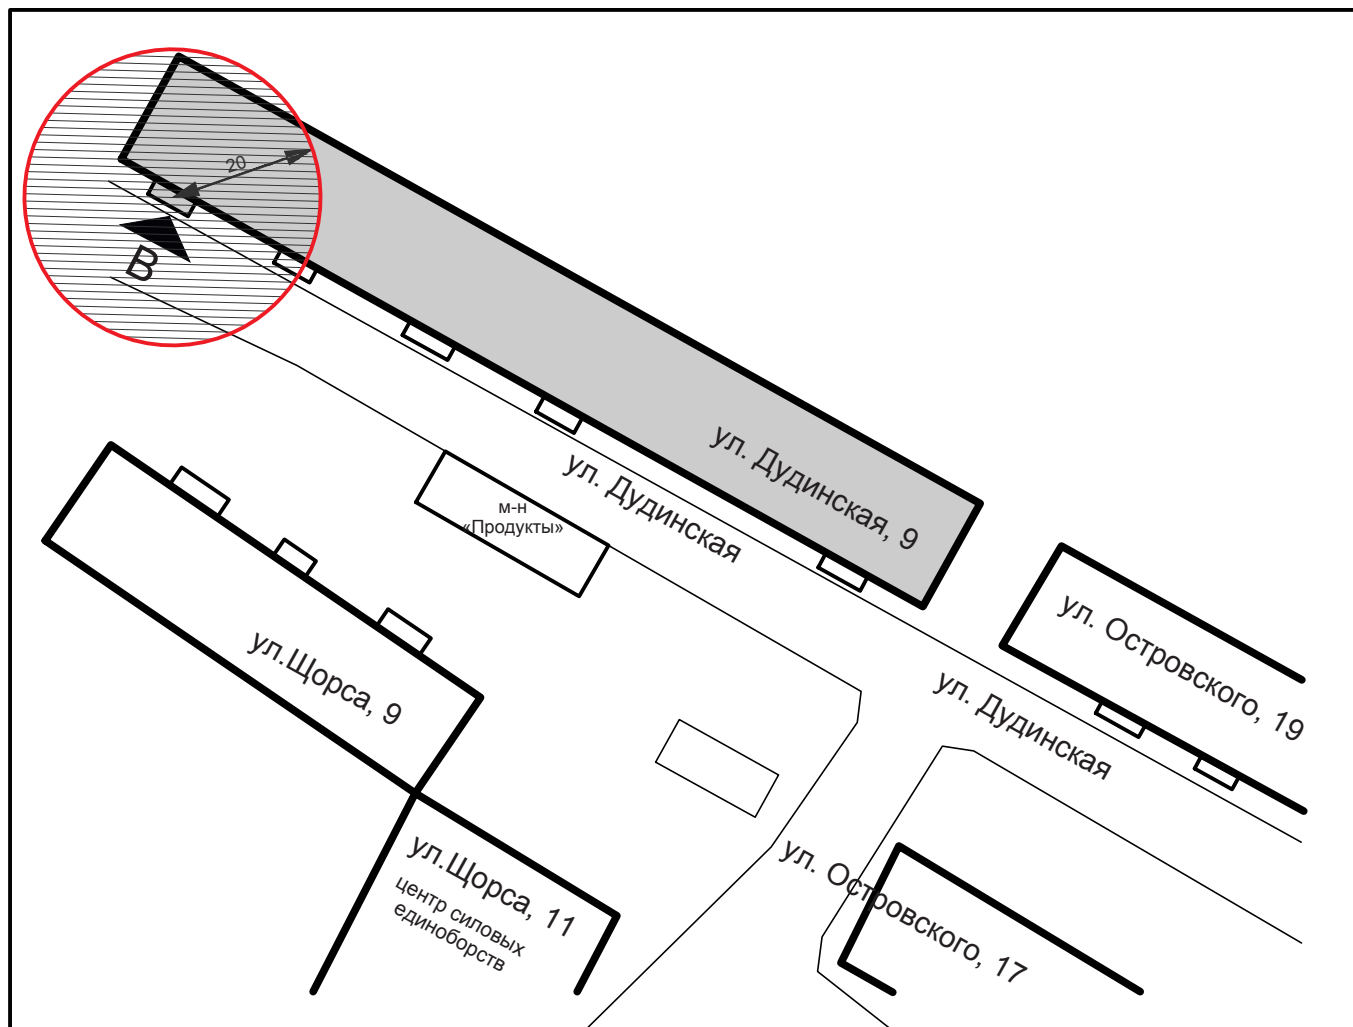 20
В
ул. Дудинская, 9
ул. Дудинская
м-н
«Продукты»
ул. Островского, 19
ул.Щорса, 9
ул. Дудинская
ул.Щорса, 11
центр силовых
единоборств
ул. Островского, 17